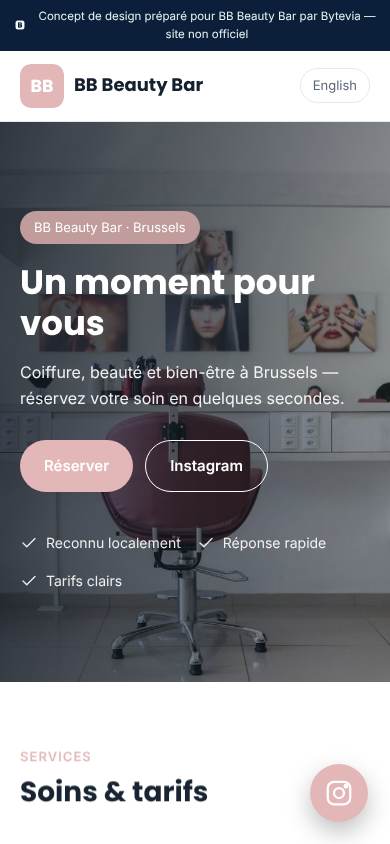 Concept de design préparé pour BB Beauty Bar par Bytevia —
site non officiel
BB
BB Beauty Bar
English
BB Beauty Bar · Brussels
Un moment pour
vous
Coiffure, beauté et bien-être à Brussels —
réservez votre soin en quelques secondes.
Réserver
Instagram
Reconnu localement
Réponse rapide
Tarifs clairs
SERVICES
Soins & tarifs